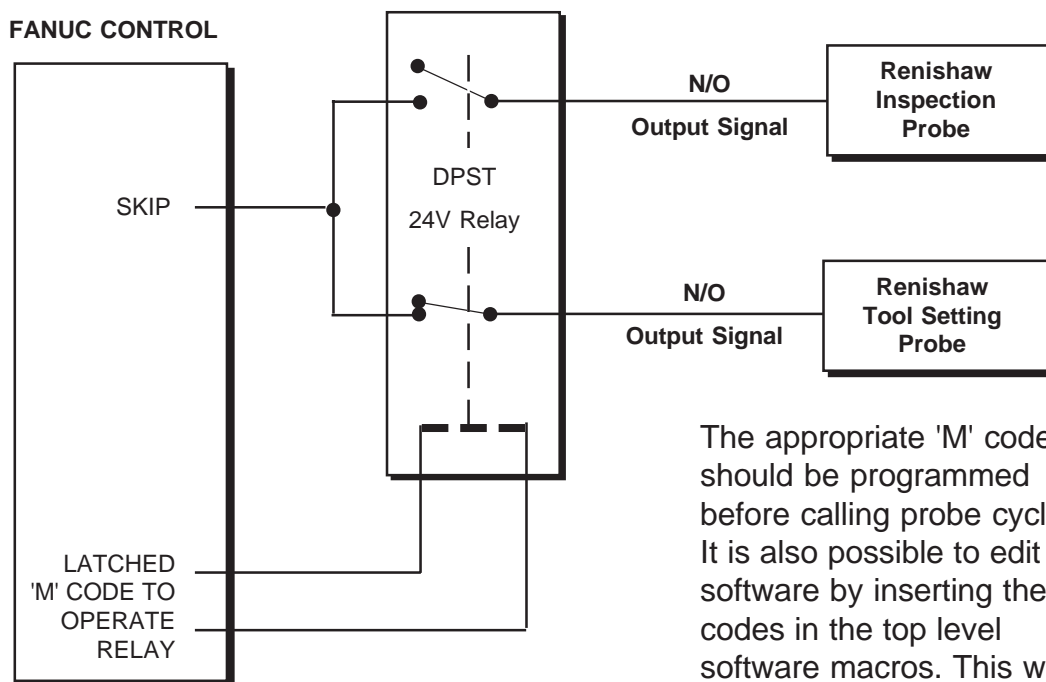 FANUC CONTROL
SKIP
LATCHED
'M' CODE TO
OPERATE
RELAY
DPST
24V Relay
N/O
Output Signal
Renishaw
Inspection
Probe
N/O
Output Signal
Renishaw
Tool Setting
Probe
The appropriate 'M' code
should be programmed
before calling probe
It is also possible to edit
software by inserting the
codes in the top level
software macros. This